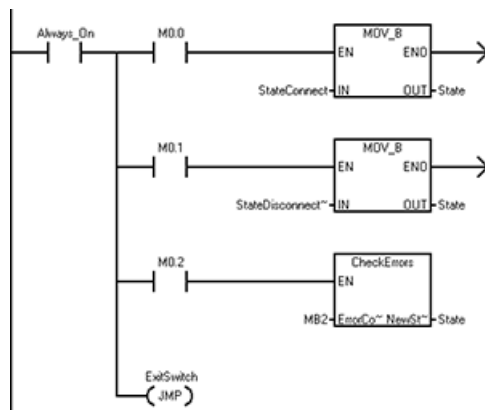 Always_On
M0.0
MOV_B
EN ENO
StateConnect IN OUT State
M0.1
MOV_B
EN ENO
StateDisconnect~ IN OUT State
M0.2
CheckErrors
EN
MB2 ErrorCo~ NewSt~ State
ExitSwitch
JMP